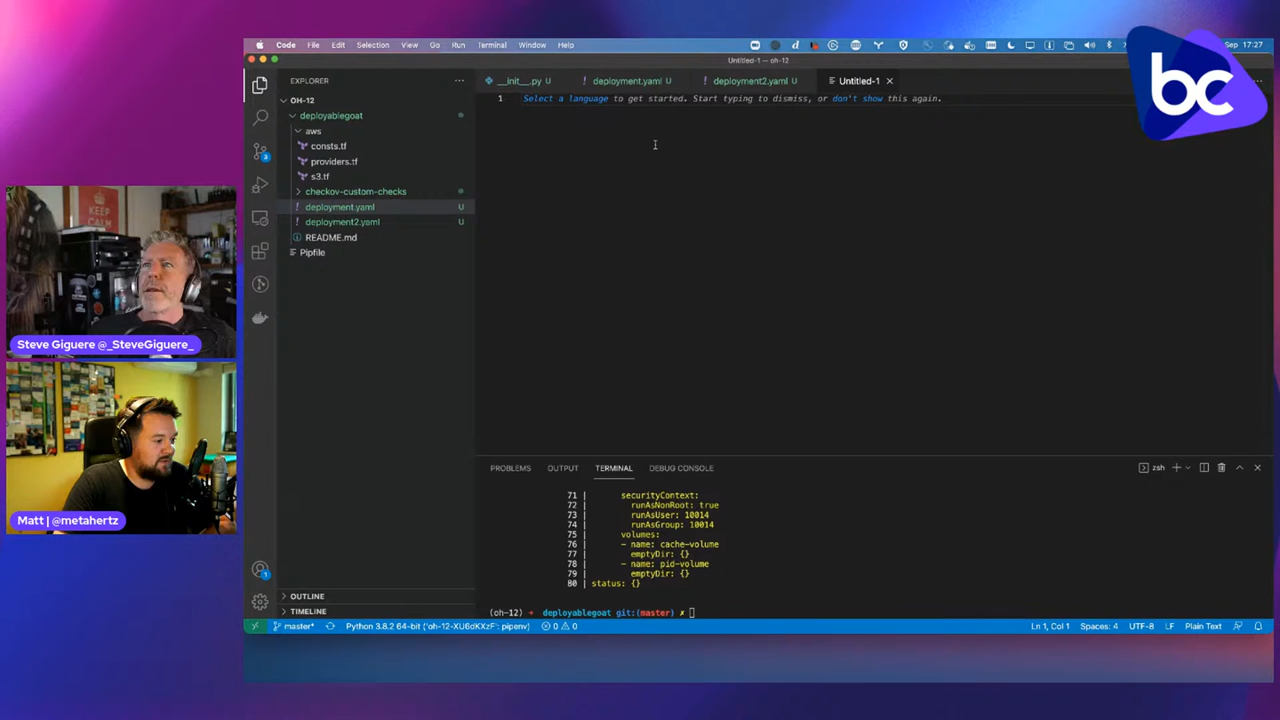 Code File Edit Selection View Go Run Terminal Window Help
Sep 17:27
Untitled-1 — oh-12
bc
EXPLORER
OH-12
deployablegoat
aws
consts.tf
providers.tf
s3.tf
checkov-custom-checks
deployment.yaml U
deployment2.yaml U
README.md
Pipfile
OUTLINE
TIMELINE
3
1
__init__.py U
deployment.yaml U
deployment2.yaml U
Untitled-1
1 Select a language to get started. Start typing to dismiss, or don't show this again.
KEEP
CALM
Steve Giguere @_SteveGiguere_
Matt | @metahertz
PROBLEMS OUTPUT TERMINAL DEBUG CONSOLE
zsh
71 | securityContext:
72 | runAsNonRoot: true
73 | runAsUser: 10014
74 | runAsGroup: 10014
75 | volumes:
76 | - name: cache-volume
77 | emptyDir: {}
78 | - name: pid-volume
79 | emptyDir: {}
80 | status: {}
(oh-12) → deployablegoat git:(master) ✗
master* Python 3.8.2 64-bit ('oh-12-XU6dKXzF': pipenv) 0 0
Ln 1, Col 1 Spaces: 4 UTF-8 LF Plain Text